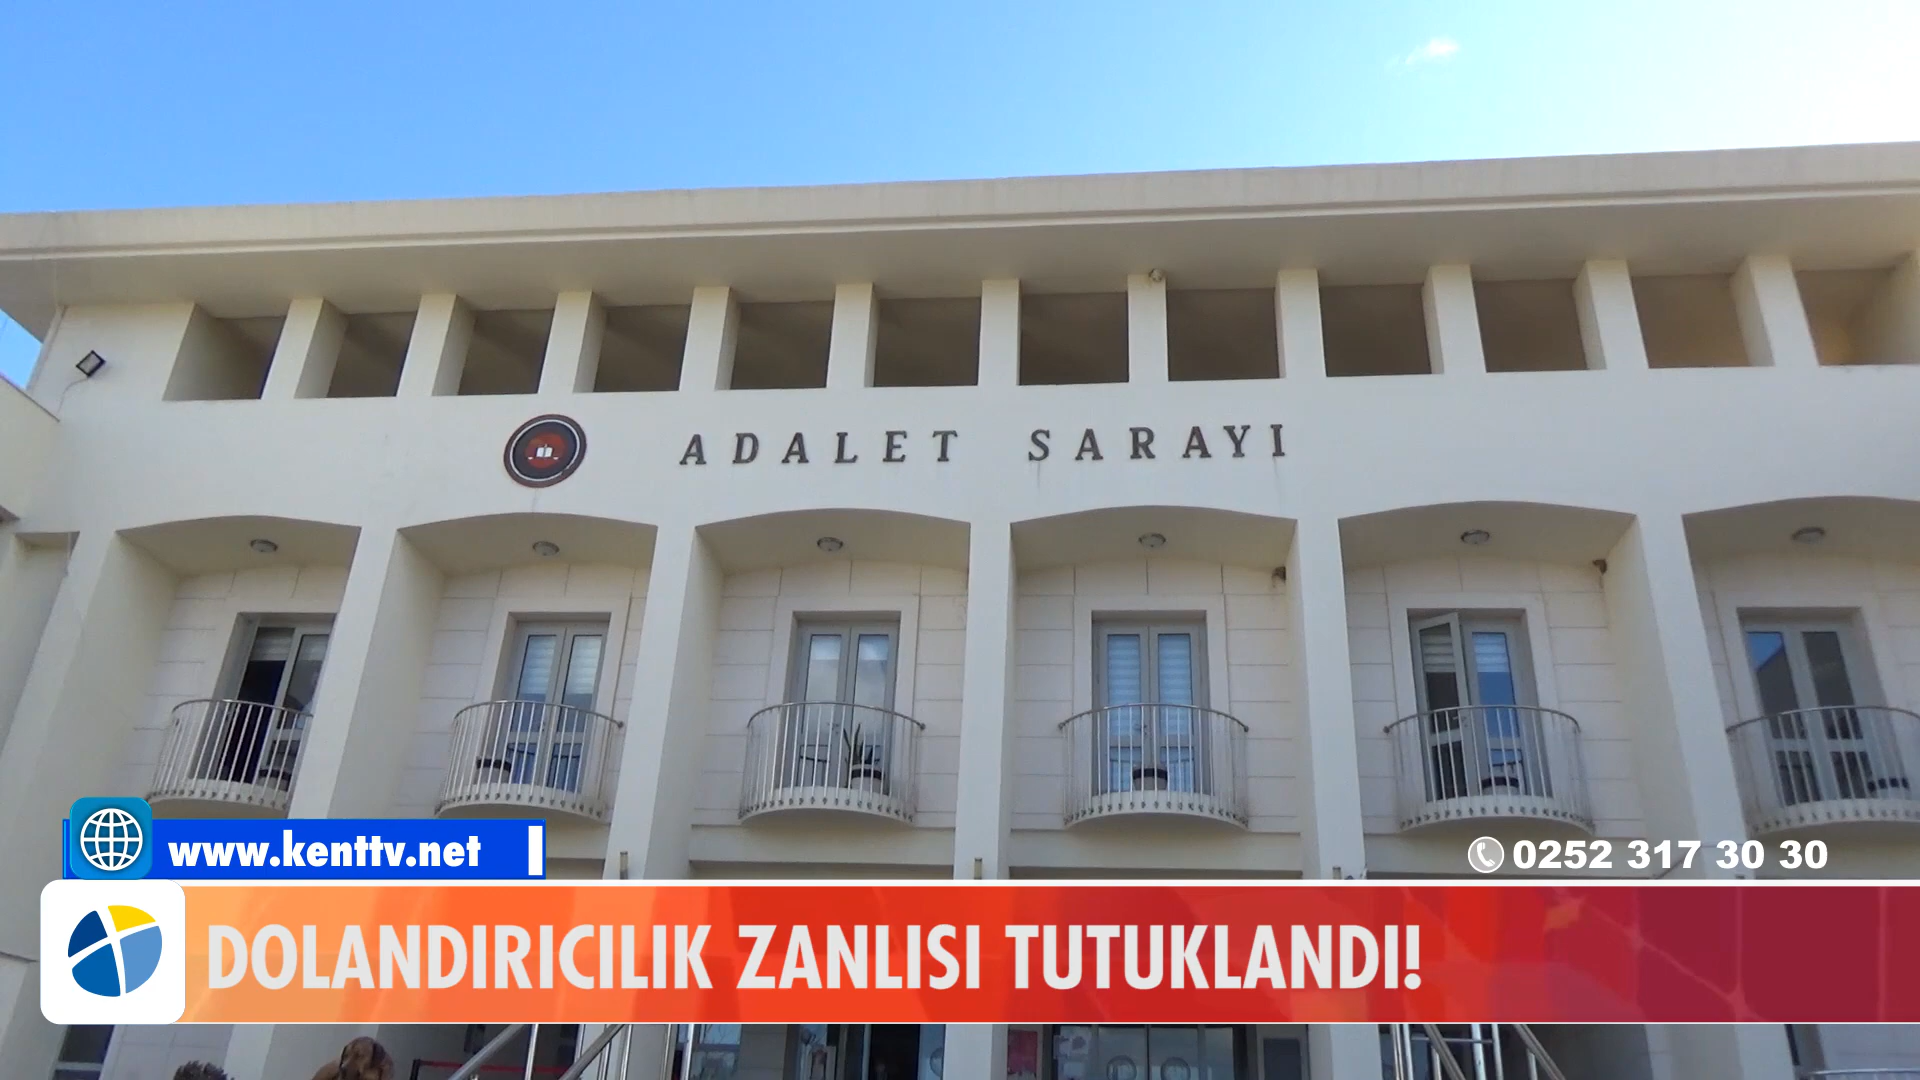 ADALET SARAYI
www.kenttv.net
0252 317 30 30
DOLANDIRICILIK ZANLISI TUTUKLANDI!